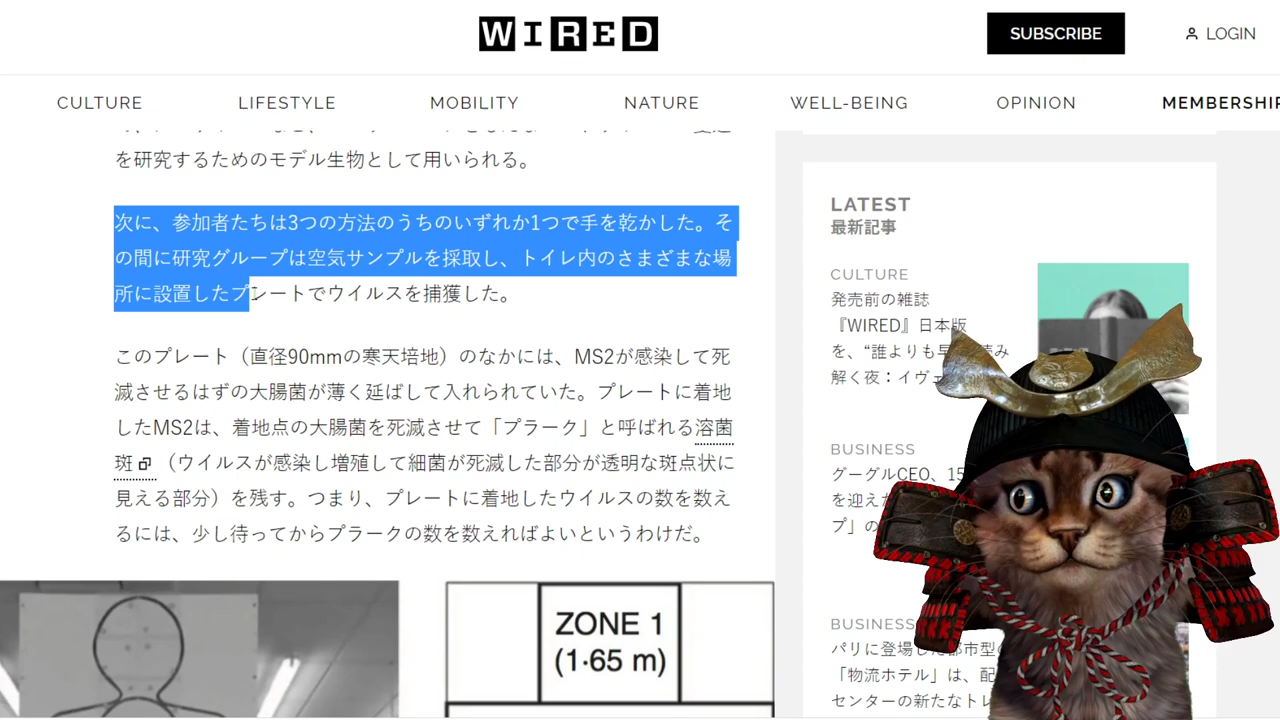 WIRED
SUBSCRIBE
LOGIN
CULTURE
LIFESTYLE
MOBILITY
NATURE
WELL-BEING
OPINION
MEMBERSHIP
を研究するためのモデル生物として用いられる。
次に、参加者たちは3つの方法のうちのいずれか1つで手を乾かした。そ
の間に研究グループは空気サンプルを採取し、トイレ内のさまざまな場
所に設置したプレートでウイルスを捕獲した。
このプレート（直径90mmの寒天培地）のなかには、MS2が感染して死
滅させるはずの大腸菌が薄く延ばして入れられていた。プレートに着地
したMS2は、着地点の大腸菌を死滅させて「プラーク」と呼ばれる溶菌
斑（ウイルスが感染し増殖して細菌が死滅した部分が透明な斑点状に
見える部分）を残す。つまり、プレートに着地したウイルスの数を数え
るには、少し待ってからプラークの数を数えればよいというわけだ。
ZONE 1
(1·65 m)
LATEST
最新記事
CULTURE
発売前の雑誌
『WIRED』日本版
を、“誰よりも早
読み
解く夜：イヴェ
BUSINESS
グーグルCEO、15
を迎えた
プ」の
BUSINESS
パリに登場した都市型の
「物流ホテル」は、配
センターの新たなトレ